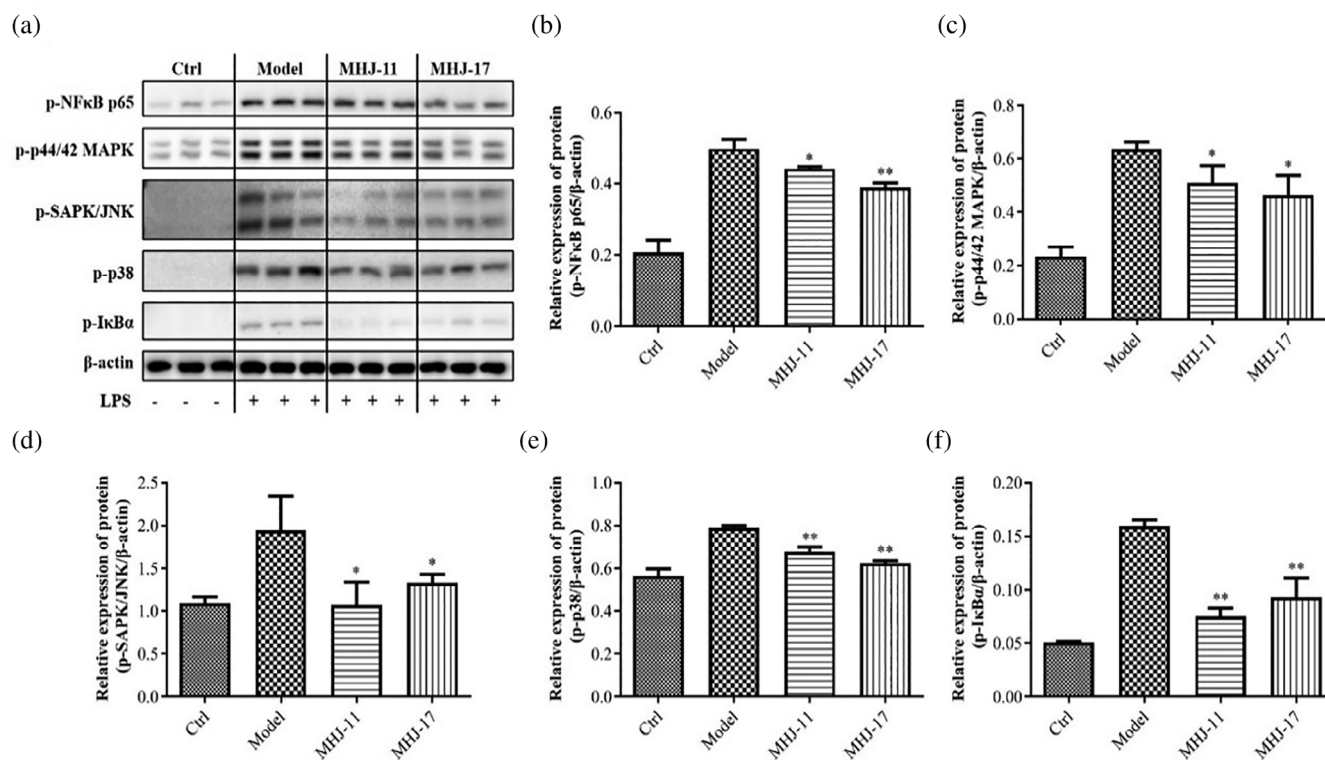 (a)
Ctrl Model MHJ-11 MHJ-17
p-NFκB p65
p-p44/42 MAPK
p-SAPK/JNK
p-p38
p-IκBα
β-actin
LPS - - - + + + + + + + + +
(b)
Relative expression of protein
(p-NFκB p65/β-actin)
0.6
0.4
0.2
0.0
*
**
Ctrl
Model
MHJ-11
MHJ-17
(c)
Relative expression of protein
(p-p44/42 MAPK/β-actin)
0.8
0.6
0.4
0.2
0.0
*
*
Ctrl
Model
MHJ-11
MHJ-17
(d)
Relative expression of protein
(p-SAPK/JNK/β-actin)
2.5
2.0
1.5
1.0
0.5
0.0
*
*
Ctrl
Model
MHJ-11
MHJ-17
(e)
Relative expression of protein
(p-p38/β-actin)
1.0
0.8
0.6
0.4
0.2
0.0
**
**
Ctrl
Model
MHJ-11
MHJ-17
(f)
Relative expression of protein
(p-IκBα/β-actin)
0.20
0.15
0.10
0.05
0.00
**
**
Ctrl
Model
MHJ-11
MHJ-17